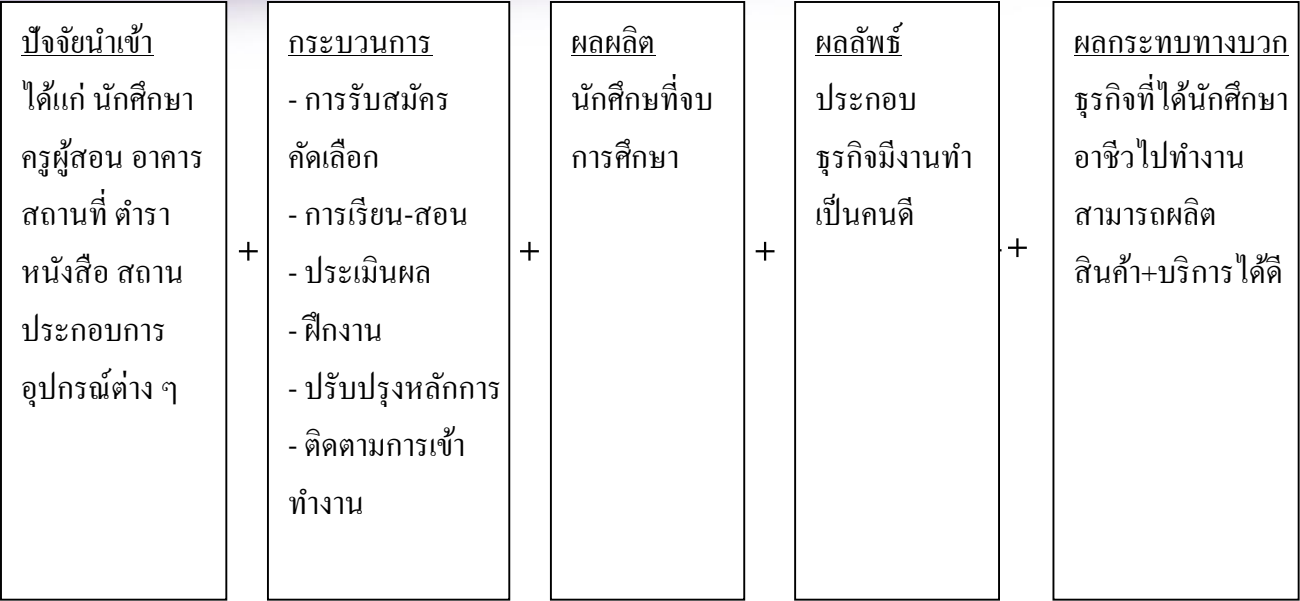 ปัจจัยนำเข้า
ได้แก่ นักศึกษา
ครูผู้สอน อาคาร
สถานที่ ตำรา
หนังสือ สถาน
ประกอบการ
อุปกรณ์ต่าง ๆ
+
กระบวนการ
- การรับสมัคร
คัดเลือก
- การเรียน-สอน
- ประเมินผล
- ฝึกงาน
- ปรับปรุงหลักการ
- ติดตามการเข้า
ทำงาน
+
ผลผลิต
นักศึกษที่จบ
การศึกษา
+
ผลลัพธ์
ประกอบ
ธุรกิจมีงานทำ
เป็นคนดี
+
ผลกระทบทางบวก
ธุรกิจที่ได้นักศึกษา
อาชีวไปทำงาน
สามารถผลิต
สินค้า+บริการได้ดี